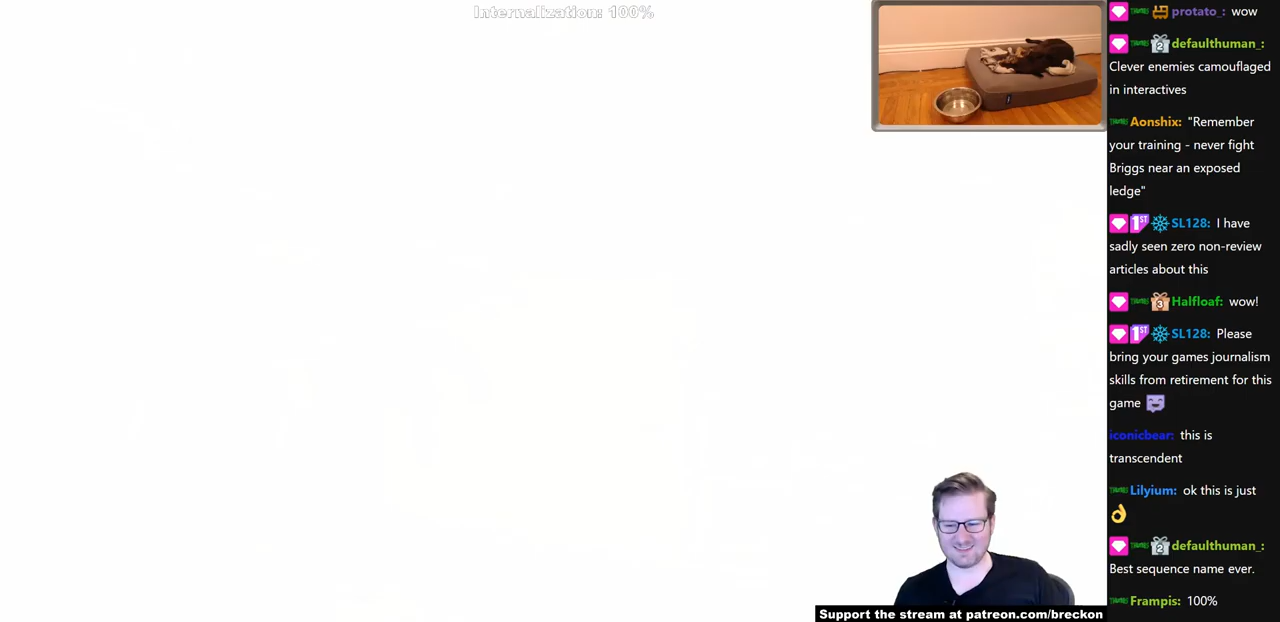 Internalization: 100%
protato_: wow
defaulthuman_:
Clever enemies camouflaged
in interactives
Aonshix: "Remember
your training - never fight
Briggs near an exposed
ledge"
SL128: I have
sadly seen zero non-review
articles about this
Halfloaf: wow!
SL128: Please
bring your games journalism
skills from retirement for this
game
iconicbear: this is
transcendent
Lilyium: ok this is just
defaulthuman_:
Best sequence name ever.
Frampis: 100%
Support the stream at patreon.com/breckon